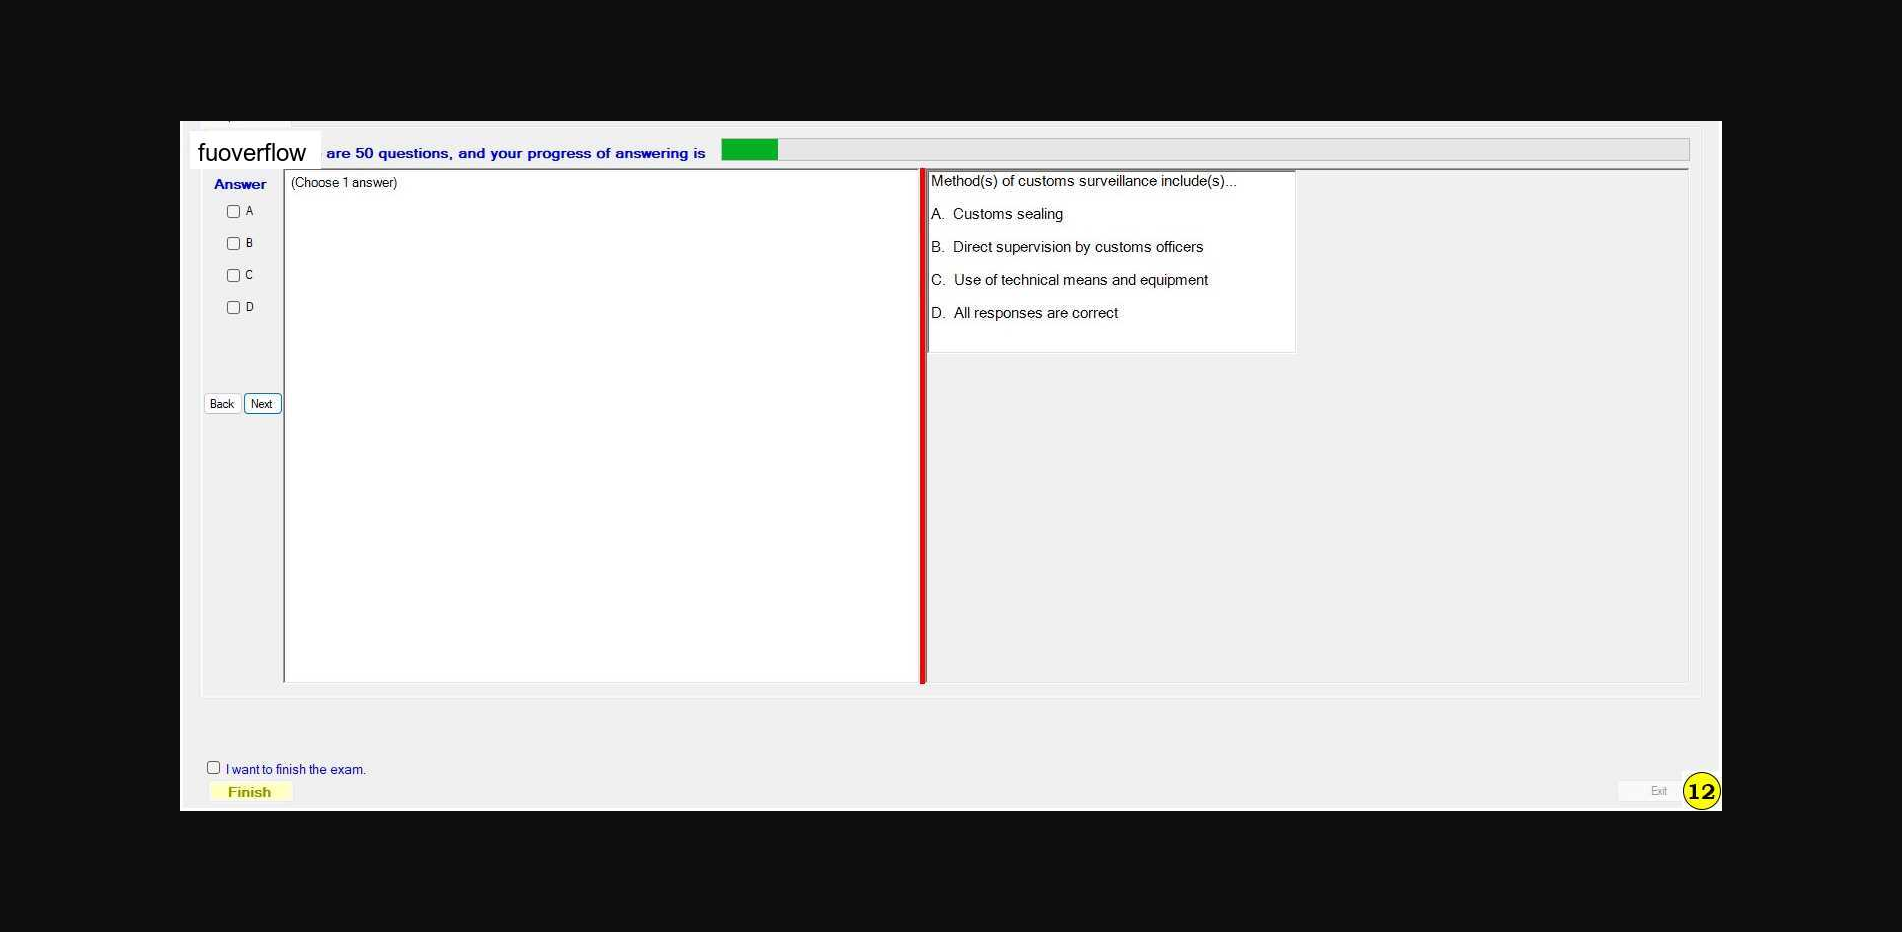 fuoverflow are 50 questions, and your progress of answering is
Answer
A
B
C
D
Back Next
(Choose 1 answer)
Method(s) of customs surveillance include(s)...
A. Customs sealing
B. Direct supervision by customs officers
C. Use of technical means and equipment
D. All responses are correct
I want to finish the exam.
Finish
Exit
12